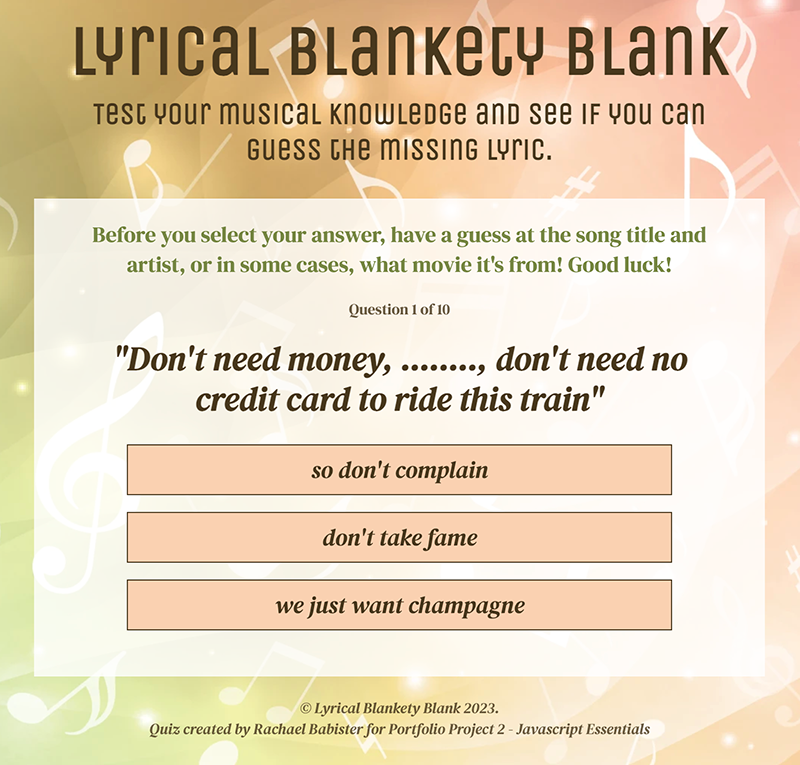 Lyrical Blankety Blank
Test your musical knowledge and see if you can
guess the missing lyric.
Before you select your answer, have a guess at the song title and
artist, or in some cases, what movie it's from! Good luck!
Question 1 of 10
"Don't need money, ........, don't need no
credit card to ride this train"
so don't complain
don't take fame
we just want champagne
© Lyrical Blankety Blank 2023.
Quiz created by Rachael Babister for Portfolio Project 2 - Javascript Essentials